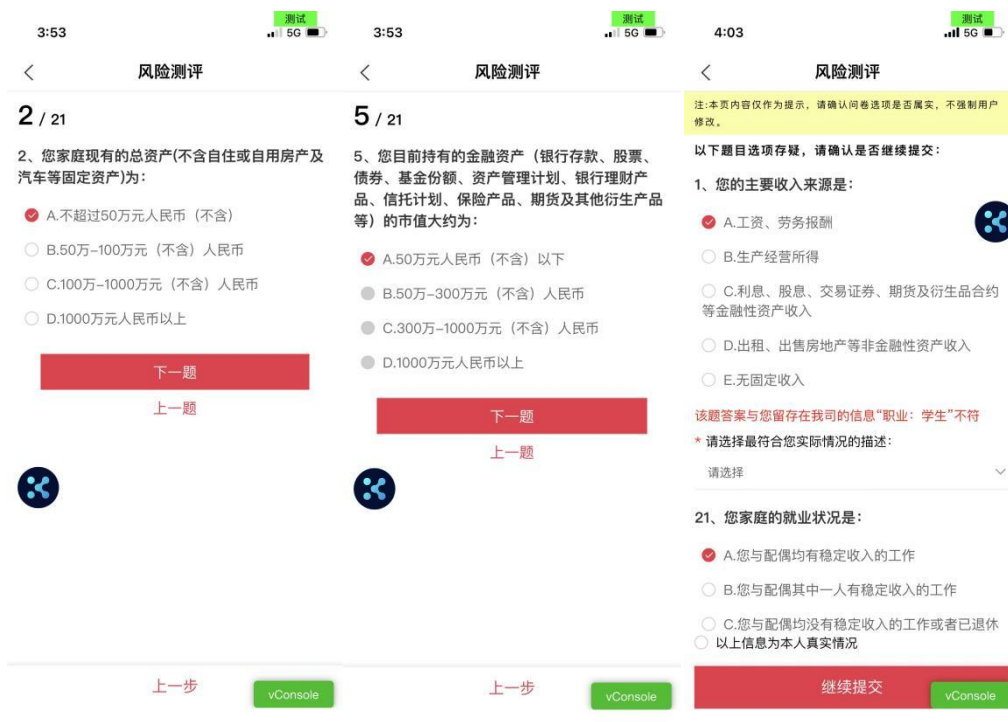 测试
3:53
5G
风险测评
2 / 21
2、您家庭现有的总资产(不含自住或自用房产及
汽车等固定资产)为:
A.不超过50万元人民币（不含）
B.50万-100万元（不含）人民币
C.100万-1000万元（不含）人民币
D.1000万元人民币以上
下一题
上一题
上一步
vConsole
测试
3:53
5G
风险测评
5 / 21
5、您目前持有的金融资产（银行存款、股票、
债券、基金份额、资产管理计划、银行理财产
品、信托计划、保险产品、期货及其他衍生产品
等）的市值大约为:
A.50万元人民币（不含）以下
B.50万-300万元（不含）人民币
C.300万-1000万元（不含）人民币
D.1000万元人民币以上
下一题
上一题
上一步
vConsole
测试
4:03
5G
风险测评
注:本页内容仅作为提示，请确认问卷选项是否属实，不强制用户
修改。
以下题目选项存疑，请确认是否继续提交:
1、您的主要收入来源是:
A.工资、劳务报酬
B.生产经营所得
C.利息、股息、交易证券、期货及衍生品合约
等金融性资产收入
D.出租、出售房地产等非金融性资产收入
E.无固定收入
该题答案与您留存在我司的信息“职业：学生”不符
* 请选择最符合您实际情况的描述:
请选择
21、您家庭的就业状况是:
A.您与配偶均有稳定收入的工作
B.您与配偶其中一人有稳定收入的工作
C.您与配偶均没有稳定收入的工作或者已退休
以上信息为本人真实情况
继续提交
vConsole